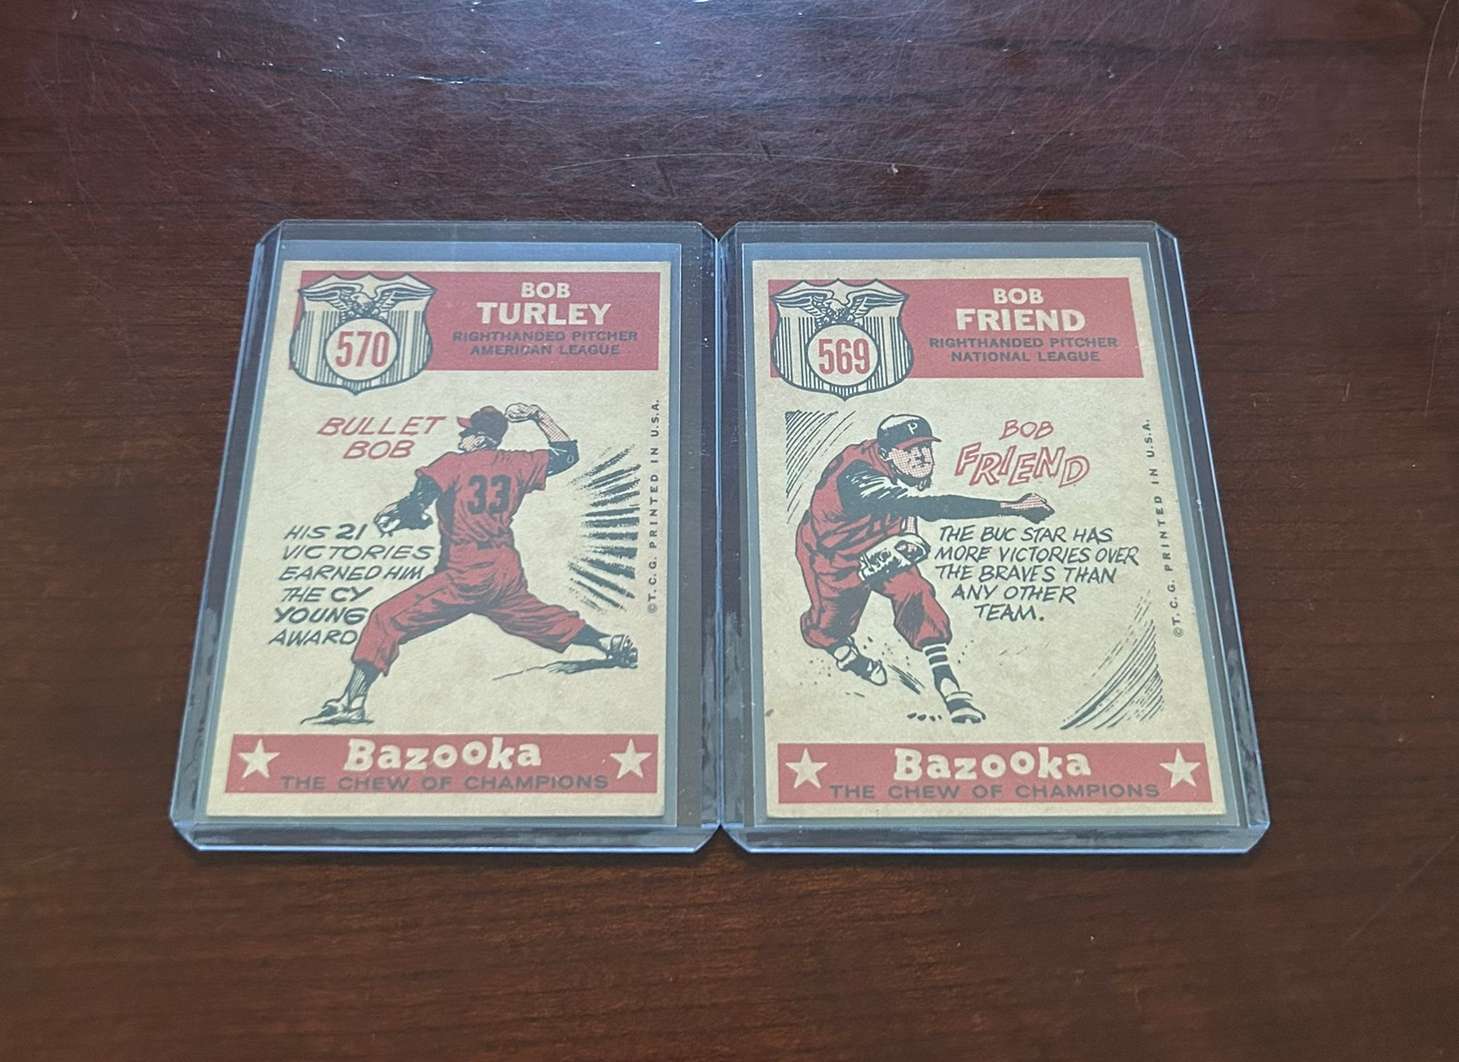 570
BOB
TURLEY
RIGHTHANDED PITCHER
AMERICAN LEAGUE
BULLET
BOB
33
HIS 21
VICTORIES
EARNED HIM
THE CY
YOUNG
AWARD
©T.C.G. PRINTED IN U.S.A.
Bazooka
THE CHEW OF CHAMPIONS
569
BOB
FRIEND
RIGHTHANDED PITCHER
NATIONAL LEAGUE
P
BOB
FRIEND
THE BUC STAR HAS
MORE VICTORIES OVER
THE BRAVES THAN
ANY OTHER
TEAM.
©T.C.G. PRINTED IN U.S.A.
Bazooka
THE CHEW OF CHAMPIONS